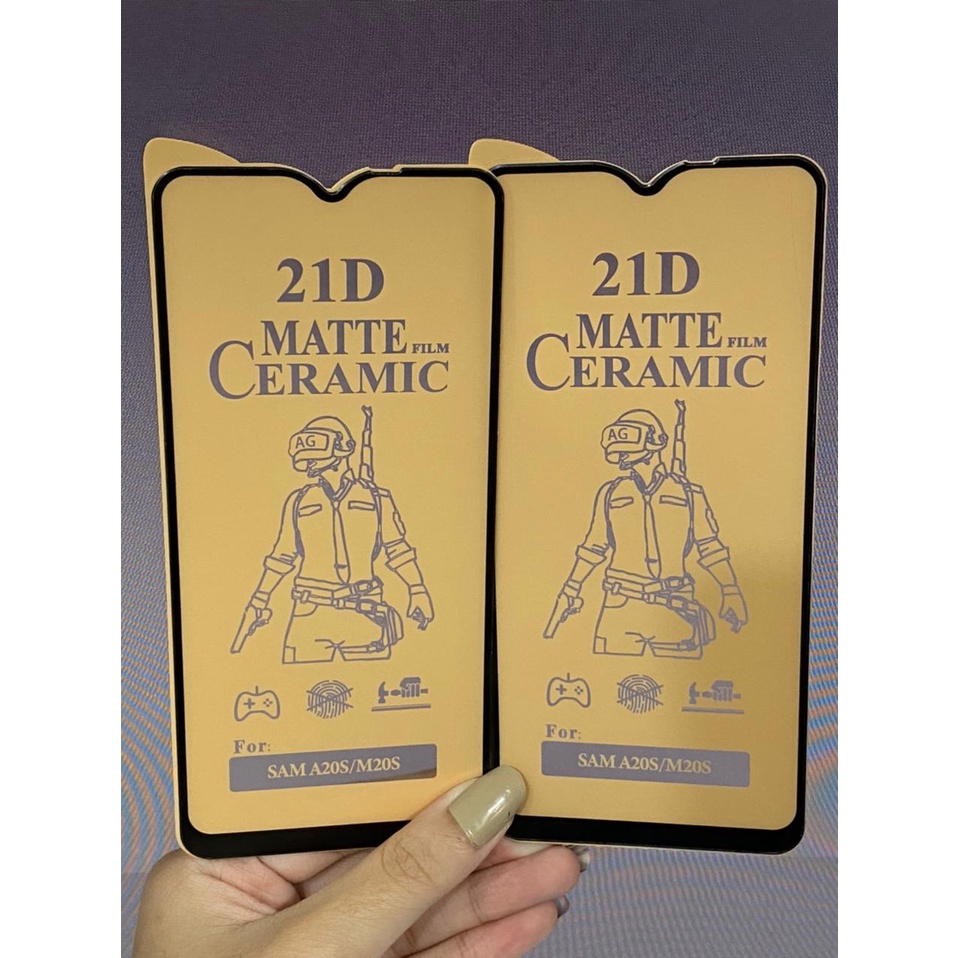 21D
MATTE FILM
CERAMIC
AG
For:
SAM A20S/M20S
21D
MATTE FILM
CERAMIC
AG
For:
SAM A20S/M20S